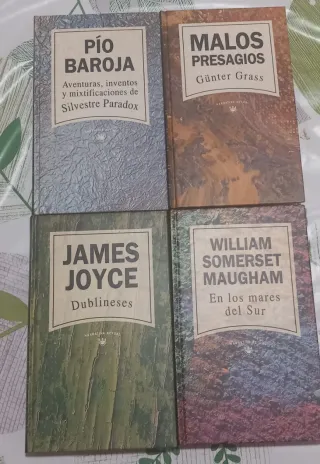 PÍO
BAROJA
Aventuras, inventos
y mixtificaciones de
Silvestre Paradox
MALOS
PRESAGIOS
Günter Grass
JAMES
JOYCE
Dublineses
WILLIAM
SOMERSET
MAUGHAM
En los mares
del Sur